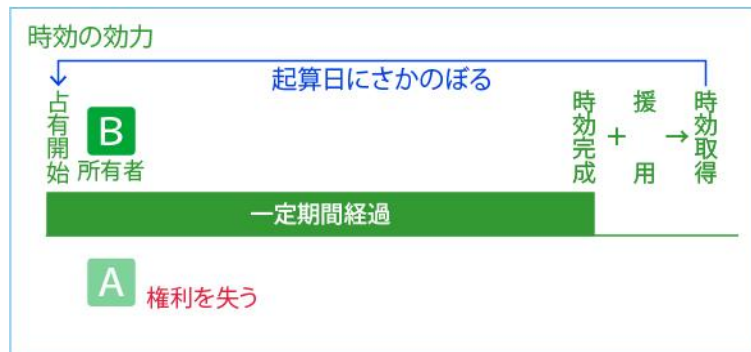 時効の効力
起算日にさかのぼる
占有開始
B
所有者
時効完成
＋
援用
→
時効取得
一定期間経過
A
権利を失う